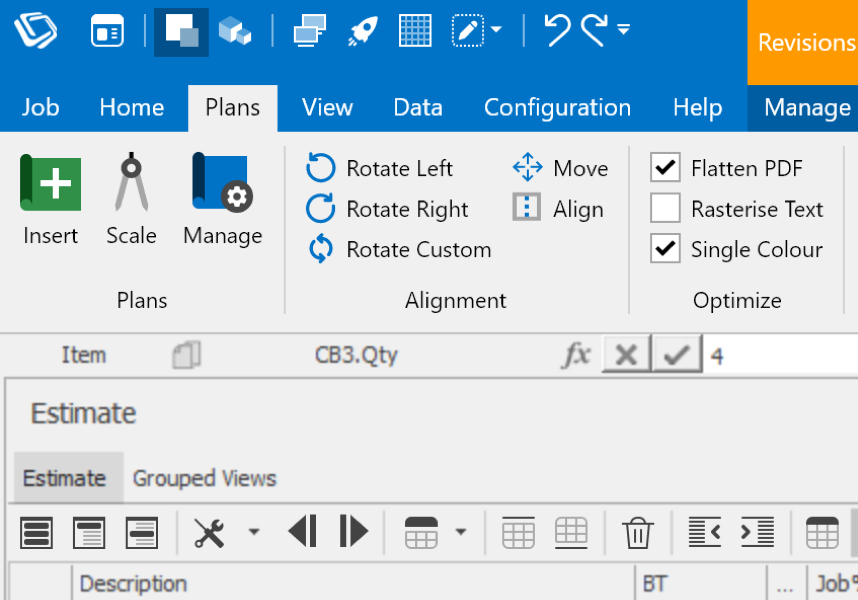 Revisions
Job Home Plans View Data Configuration Help Manage
Insert Scale Manage
Plans
Rotate Left
Rotate Right
Rotate Custom
Move
Align
Alignment
Flatten PDF
Rasterise Text
Single Colour
Optimize
Item CB3.Qty fx 4
Estimate
Estimate Grouped Views
Description BT ... Job%